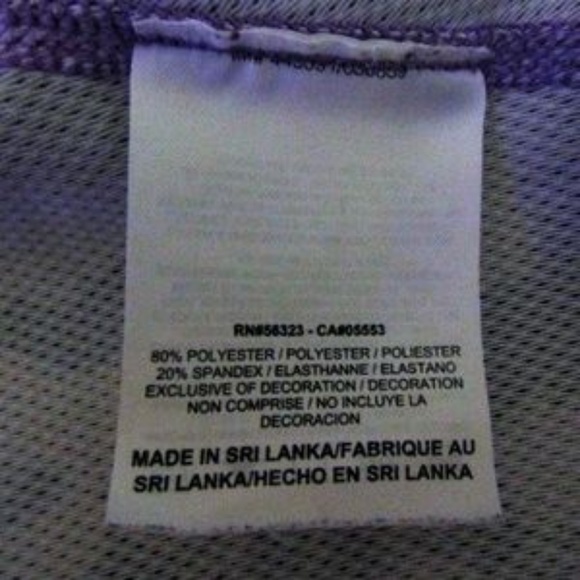 RN#56323 - CA#05553
80% POLYESTER / POLYESTER / POLIESTER
20% SPANDEX / ELASTHANNE / ELASTANO
EXCLUSIVE OF DECORATION / DECORATION
NON COMPRISE / NO INCLUYE LA
DECORACION
MADE IN SRI LANKA/FABRIQUE AU
SRI LANKA/HECHO EN SRI LANKA